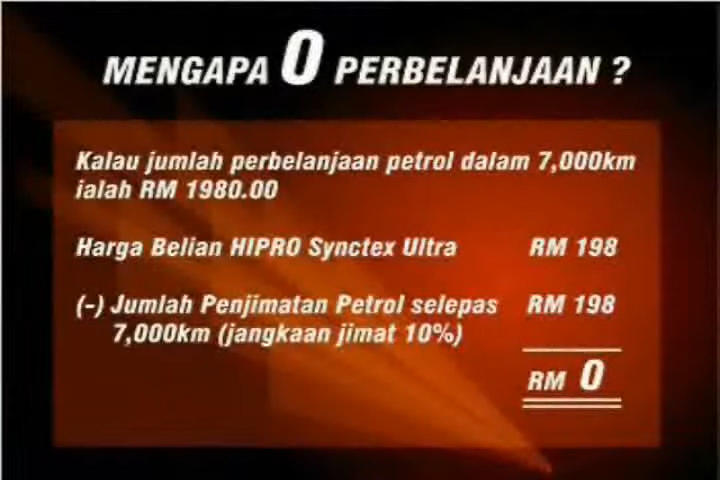 MENGAPA 0 PERBELANJAAN ?
Kalau jumlah perbelanjaan petrol dalam 7,000km
ialah RM 1980.00
Harga Belian HIPRO Synctex Ultra RM 198
(-) Jumlah Penjimatan Petrol selepas RM 198
7,000km (jangkaan jimat 10%)
RM 0